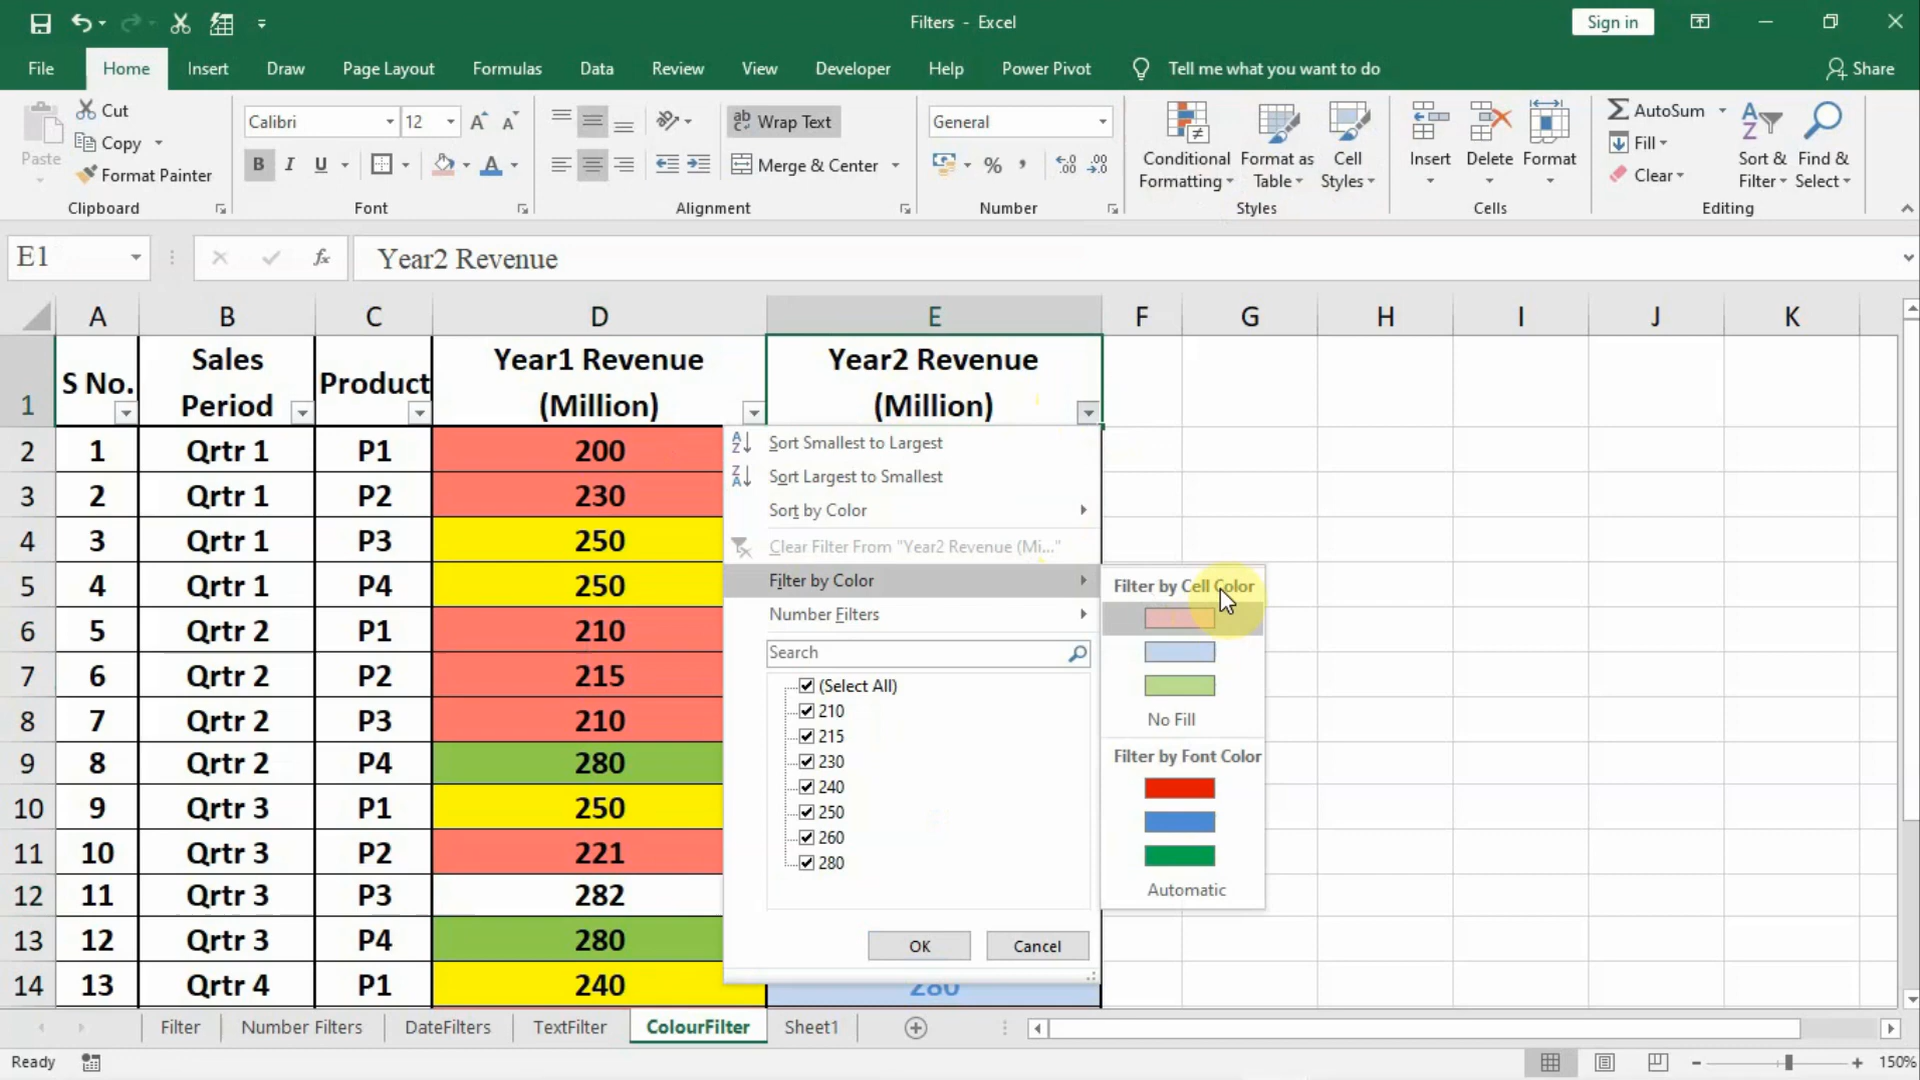 Filters - Excel
Sign in
File Home Insert Draw Page Layout Formulas Data Review View Developer Help Power Pivot Tell me what you want to do Share
Paste
Cut
Copy
Format Painter
Clipboard
Calibri 12
B I U A
Font
Wrap Text
Merge & Center
Alignment
General
% ,
Number
Conditional Formatting
Format as Table
Cell Styles
Styles
Insert Delete Format
Cells
AutoSum
Fill
Clear
Sort & Filter
Find & Select
Editing
E1 fx Year2 Revenue
A B C D E F G H I J K
1 S No. Sales Period Product Year1 Revenue (Million) Year2 Revenue (Million)
2 1 Qrtr 1 P1 200
3 2 Qrtr 1 P2 230
4 3 Qrtr 1 P3 250
5 4 Qrtr 1 P4 250
6 5 Qrtr 2 P1 210
7 6 Qrtr 2 P2 215
8 7 Qrtr 2 P3 210
9 8 Qrtr 2 P4 280
10 9 Qrtr 3 P1 250
11 10 Qrtr 3 P2 221
12 11 Qrtr 3 P3 282
13 12 Qrtr 3 P4 280
14 13 Qrtr 4 P1 240 280
Sort Smallest to Largest
Sort Largest to Smallest
Sort by Color
Clear Filter From "Year2 Revenue (Mi..."
Filter by Color
Number Filters
Search
(Select All)
210
215
230
240
250
260
280
OK Cancel
Filter by Cell Color
No Fill
Filter by Font Color
Automatic
Filter Number Filters DateFilters TextFilter ColourFilter Sheet1
Ready
150%